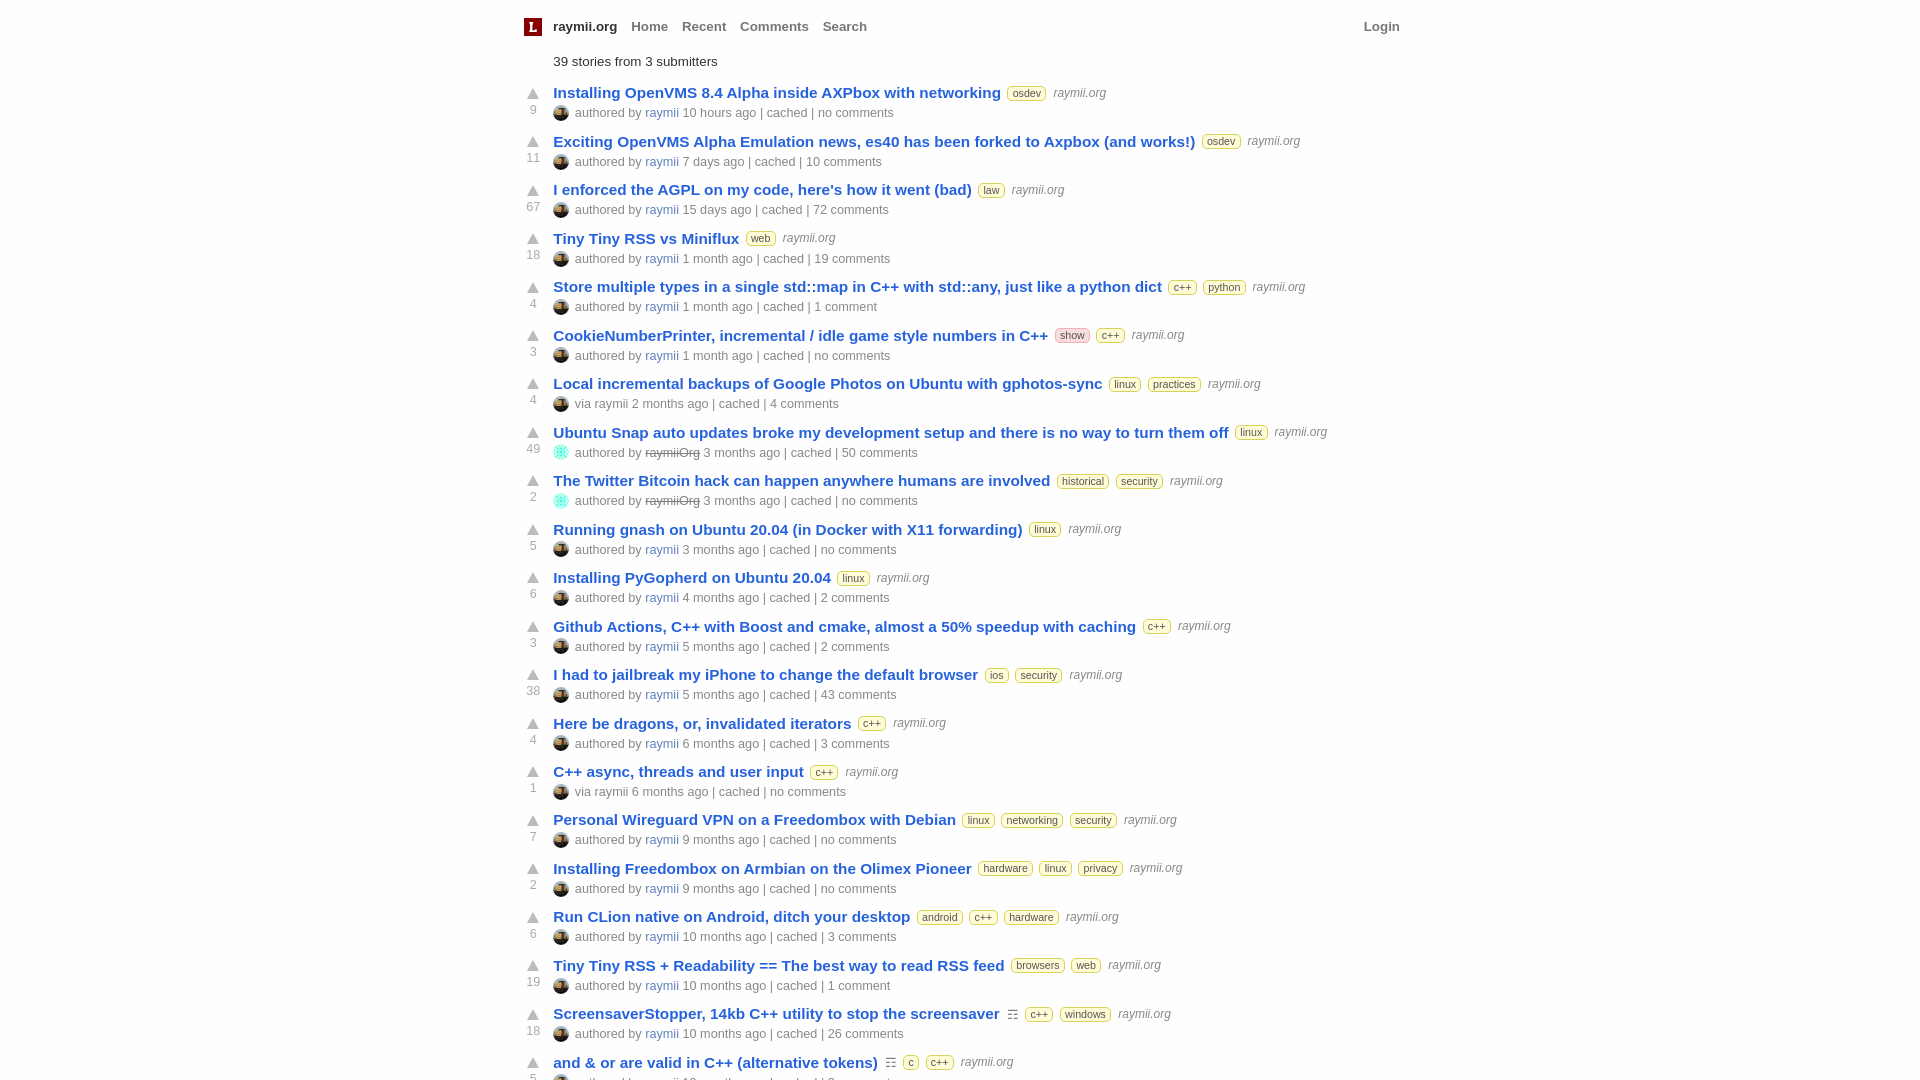 L raymii.org Home Recent Comments Search Login
39 stories from 3 submitters
Installing OpenVMS 8.4 Alpha inside AXPbox with networking osdev raymii.org
9 authored by raymii 10 hours ago | cached | no comments
Exciting OpenVMS Alpha Emulation news, es40 has been forked to Axpbox (and works!) osdev raymii.org
11 authored by raymii 7 days ago | cached | 10 comments
I enforced the AGPL on my code, here's how it went (bad) law raymii.org
67 authored by raymii 15 days ago | cached | 72 comments
Tiny Tiny RSS vs Miniflux web raymii.org
18 authored by raymii 1 month ago | cached | 19 comments
Store multiple types in a single std::map in C++ with std::any, just like a python dict c++ python raymii.org
4 authored by raymii 1 month ago | cached | 1 comment
CookieNumberPrinter, incremental / idle game style numbers in C++ show c++ raymii.org
3 authored by raymii 1 month ago | cached | no comments
Local incremental backups of Google Photos on Ubuntu with gphotos-sync linux practices raymii.org
4 via raymii 2 months ago | cached | 4 comments
Ubuntu Snap auto updates broke my development setup and there is no way to turn them off linux raymii.org
49 authored by raymiiOrg 3 months ago | cached | 50 comments
The Twitter Bitcoin hack can happen anywhere humans are involved historical security raymii.org
2 authored by raymiiOrg 3 months ago | cached | no comments
Running gnash on Ubuntu 20.04 (in Docker with X11 forwarding) linux raymii.org
5 authored by raymii 3 months ago | cached | no comments
Installing PyGopherd on Ubuntu 20.04 linux raymii.org
6 authored by raymii 4 months ago | cached | 2 comments
Github Actions, C++ with Boost and cmake, almost a 50% speedup with caching c++ raymii.org
3 authored by raymii 5 months ago | cached | 2 comments
I had to jailbreak my iPhone to change the default browser ios security raymii.org
38 authored by raymii 5 months ago | cached | 43 comments
Here be dragons, or, invalidated iterators c++ raymii.org
4 authored by raymii 6 months ago | cached | 3 comments
C++ async, threads and user input c++ raymii.org
1 via raymii 6 months ago | cached | no comments
Personal Wireguard VPN on a Freedombox with Debian linux networking security raymii.org
7 authored by raymii 9 months ago | cached | no comments
Installing Freedombox on Armbian on the Olimex Pioneer hardware linux privacy raymii.org
2 authored by raymii 9 months ago | cached | no comments
Run CLion native on Android, ditch your desktop android c++ hardware raymii.org
6 authored by raymii 10 months ago | cached | 3 comments
Tiny Tiny RSS + Readability == The best way to read RSS feed browsers web raymii.org
19 authored by raymii 10 months ago | cached | 1 comment
ScreensaverStopper, 14kb C++ utility to stop the screensaver ☶ c++ windows raymii.org
18 authored by raymii 10 months ago | cached | 26 comments
and & or are valid in C++ (alternative tokens) ☶ c c++ raymii.org